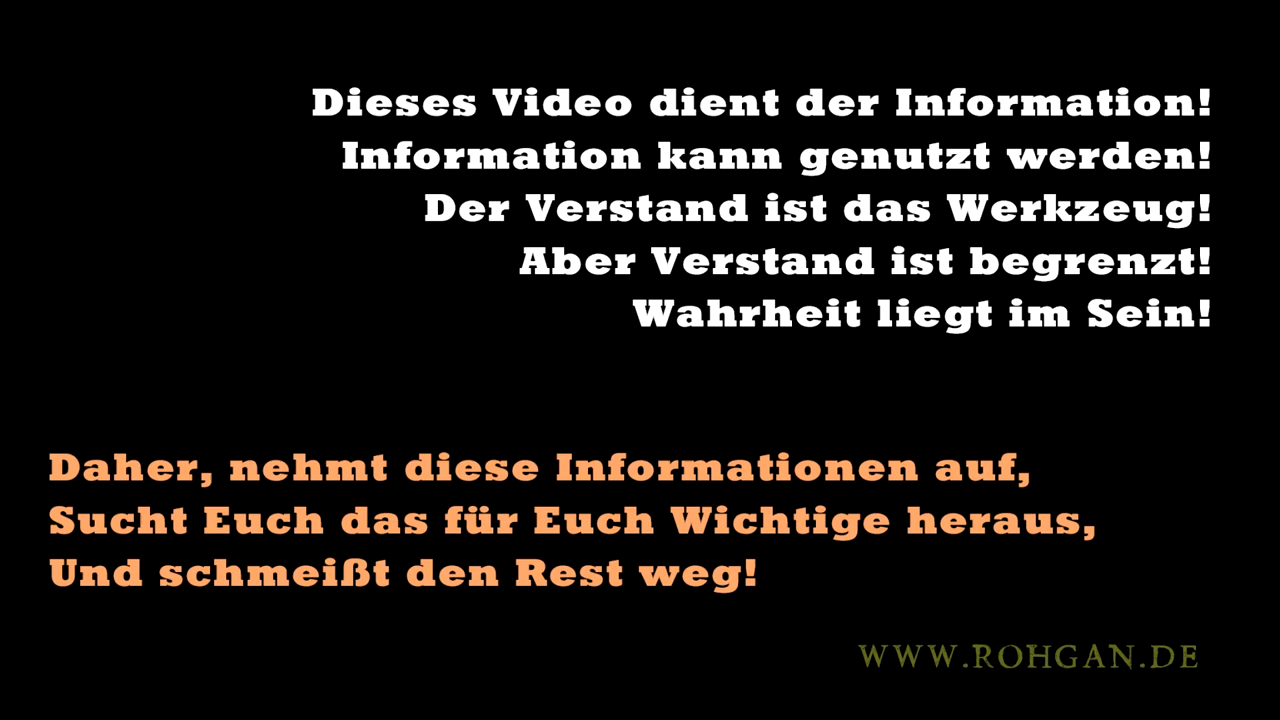 Dieses Video dient der Information!
Information kann genutzt werden!
Der Verstand ist das Werkzeug!
Aber Verstand ist begrenzt!
Wahrheit liegt im Sein!
Daher, nehmt diese Informationen auf,
Sucht Euch das für Euch Wichtige heraus,
Und schmeißt den Rest weg!
WWW.ROHGAN.DE